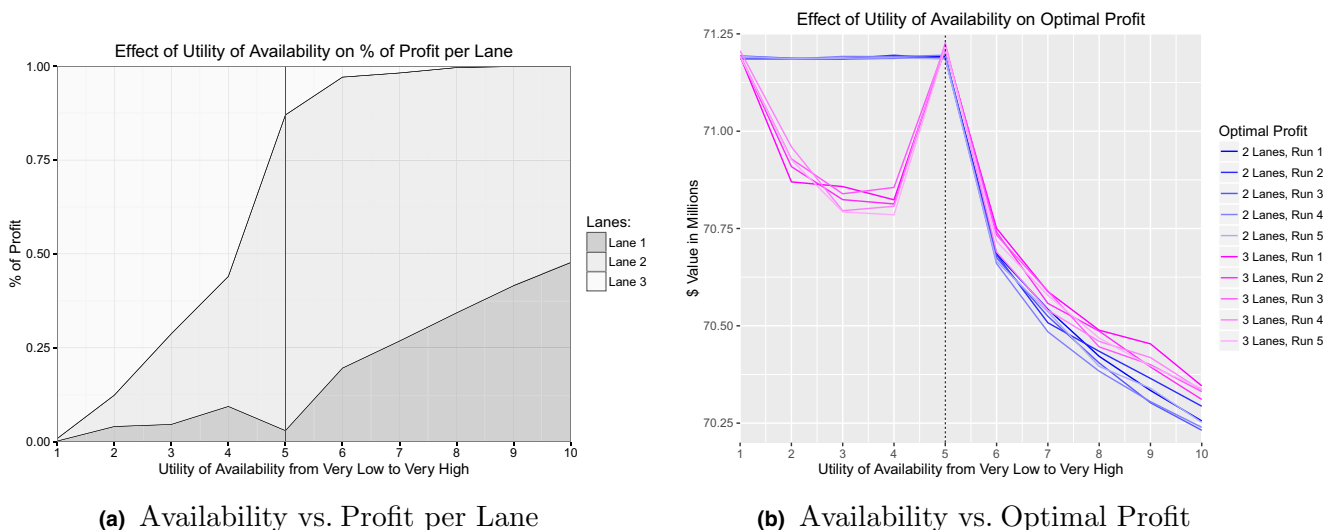 Effect of Utility of Availability on % of Profit per Lane
1.00
0.75
0.50
0.25
0.00
% of Profit
1 2 3 4 5 6 7 8 9 10
Utility of Availability from Very Low to Very High
Lanes:
Lane 1
Lane 2
Lane 3
(a) Availability vs. Profit per Lane
Effect of Utility of Availability on Optimal Profit
71.25
71.00
70.75
70.50
70.25
$ Value in Millions
1 2 3 4 5 6 7 8 9 10
Utility of Availability from Very Low to Very High
Optimal Profit
2 Lanes, Run 1
2 Lanes, Run 2
2 Lanes, Run 3
2 Lanes, Run 4
2 Lanes, Run 5
3 Lanes, Run 1
3 Lanes, Run 2
3 Lanes, Run 3
3 Lanes, Run 4
3 Lanes, Run 5
(b) Availability vs. Optimal Profit